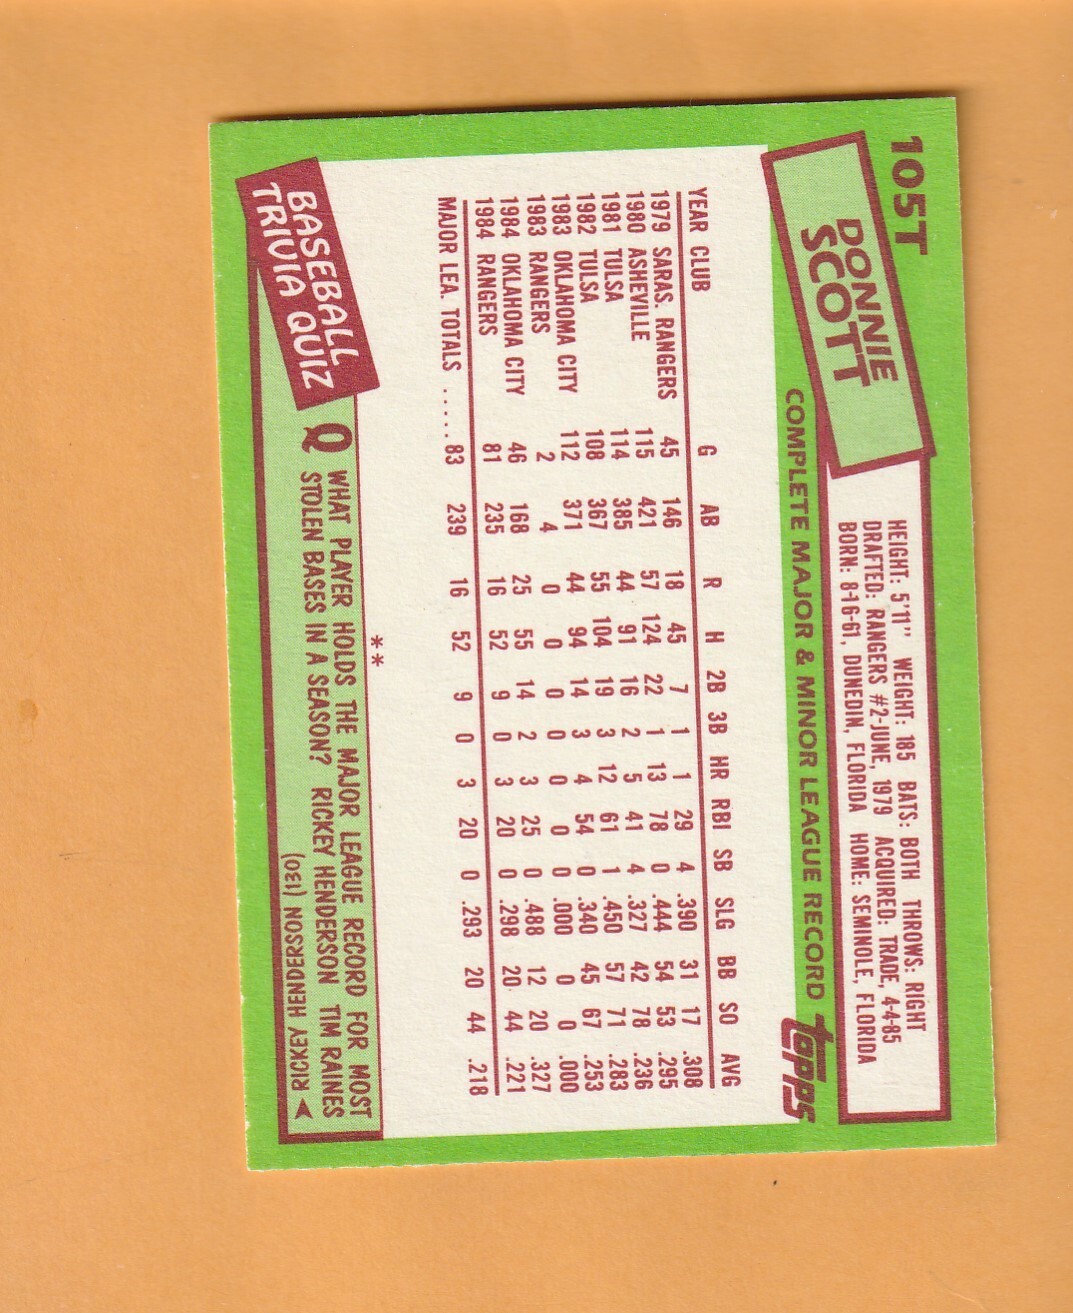 105T
DONNIE
SCOTT
HEIGHT: 5'11" WEIGHT: 185 BATS: BOTH THROWS: RIGHT
DRAFTED: RANGERS #2-JUNE, 1979 ACQUIRED: TRADE, 4-4-85
BORN: 8-16-61, DUNEDIN, FLORIDA HOME: SEMINOLE, FLORIDA
COMPLETE MAJOR & MINOR LEAGUE RECORD
topps
YEAR CLUB G AB R H 2B 3B HR RBI SB SLG BB SO AVG
1979 SARAS. RANGERS 45 146 18 45 7 1 1 29 4 .390 31 17 .308
1980 ASHEVILLE 115 421 57 124 22 1 13 78 0 .444 54 53 .295
1981 TULSA 114 385 44 91 16 2 5 41 4 .327 42 78 .236
1982 TULSA 108 367 55 104 19 3 12 61 1 .450 57 71 .283
1983 OKLAHOMA CITY 112 371 44 94 14 3 4 54 0 .340 45 67 .253
1983 RANGERS 2 4 0 0 0 0 0 0 0 .000 0 0 .000
1984 OKLAHOMA CITY 46 168 25 55 14 2 3 25 0 .488 12 20 .327
1984 RANGERS 81 235 16 52 9 0 3 20 0 .298 20 44 .221
MAJOR LEA. TOTALS ..... 83 239 16 52 9 0 3 20 0 .293 20 44 .218
**
BASEBALL
TRIVIA QUIZ
Q WHAT PLAYER HOLDS THE MAJOR LEAGUE RECORD FOR MOST
STOLEN BASES IN A SEASON? RICKEY HENDERSON TIM RAINES
RICKEY HENDERSON (130)